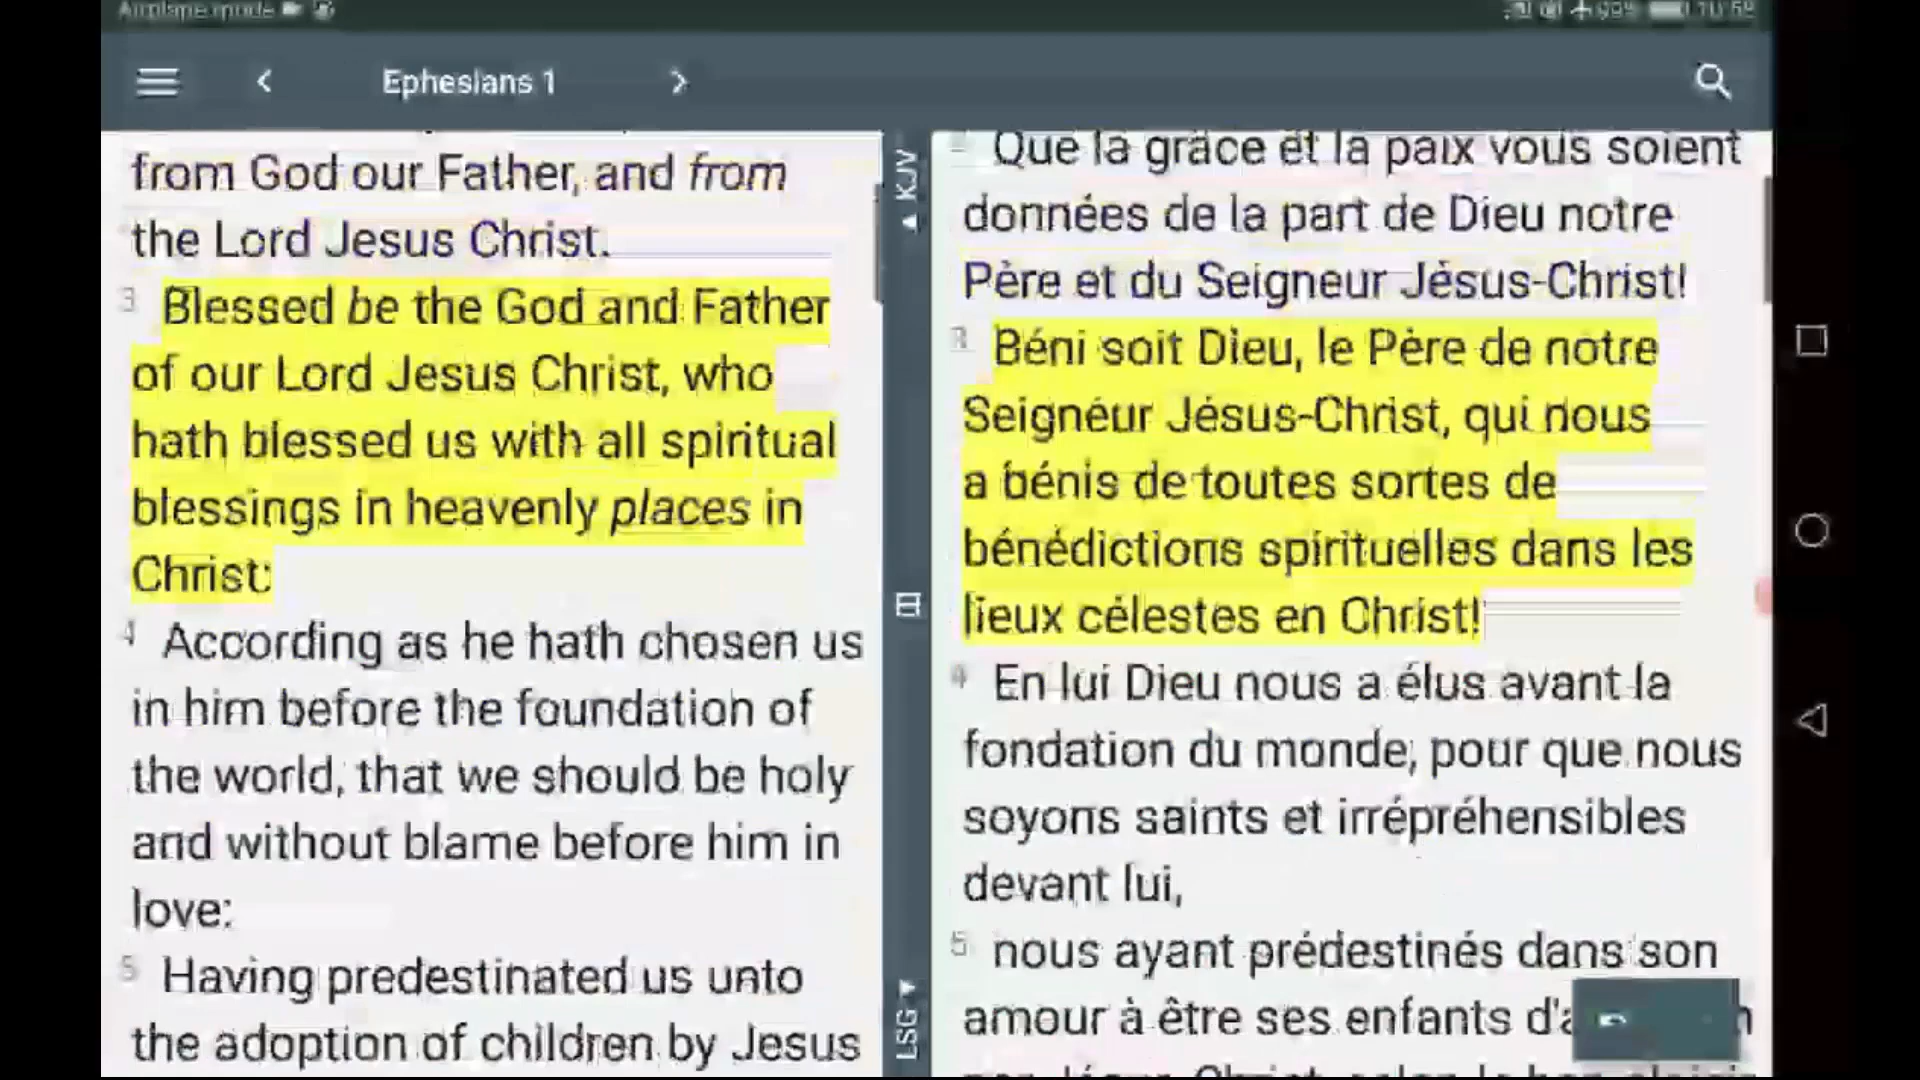 Airplane mode
99% 10:58
Ephesians 1
from God our Father, and from
the Lord Jesus Christ.
3 Blessed be the God and Father
of our Lord Jesus Christ, who
hath blessed us with all spiritual
blessings in heavenly places in
Christ:
4 According as he hath chosen us
in him before the foundation of
the world, that we should be holy
and without blame before him in
love:
5 Having predestinated us unto
the adoption of children by Jesus
KJV
LSG
2 Que la grâce et la paix vous soient
données de la part de Dieu notre
Père et du Seigneur Jésus-Christ!
3 Béni soit Dieu, le Père de notre
Seigneur Jésus-Christ, qui nous
a bénis de toutes sortes de
bénédictions spirituelles dans les
lieux célestes en Christ!
4 En lui Dieu nous a élus avant la
fondation du monde, pour que nous
soyons saints et irrépréhensibles
devant lui,
5 nous ayant prédestinés dans son
amour à être ses enfants